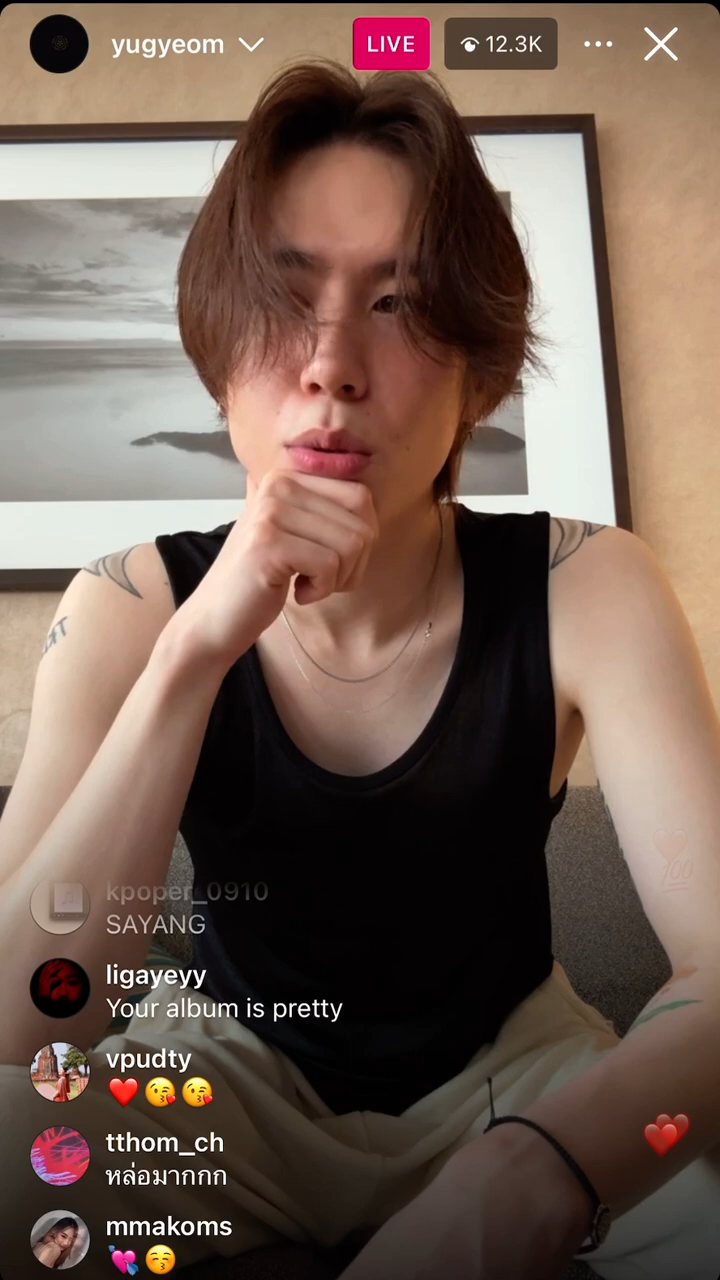 yugyeom
LIVE
12.3K
kpoper_0910
SAYANG
ligayeyy
Your album is pretty
vpudty
❤️😘😘
tthom_ch
หล่อมากกก
mmakoms
💘😚